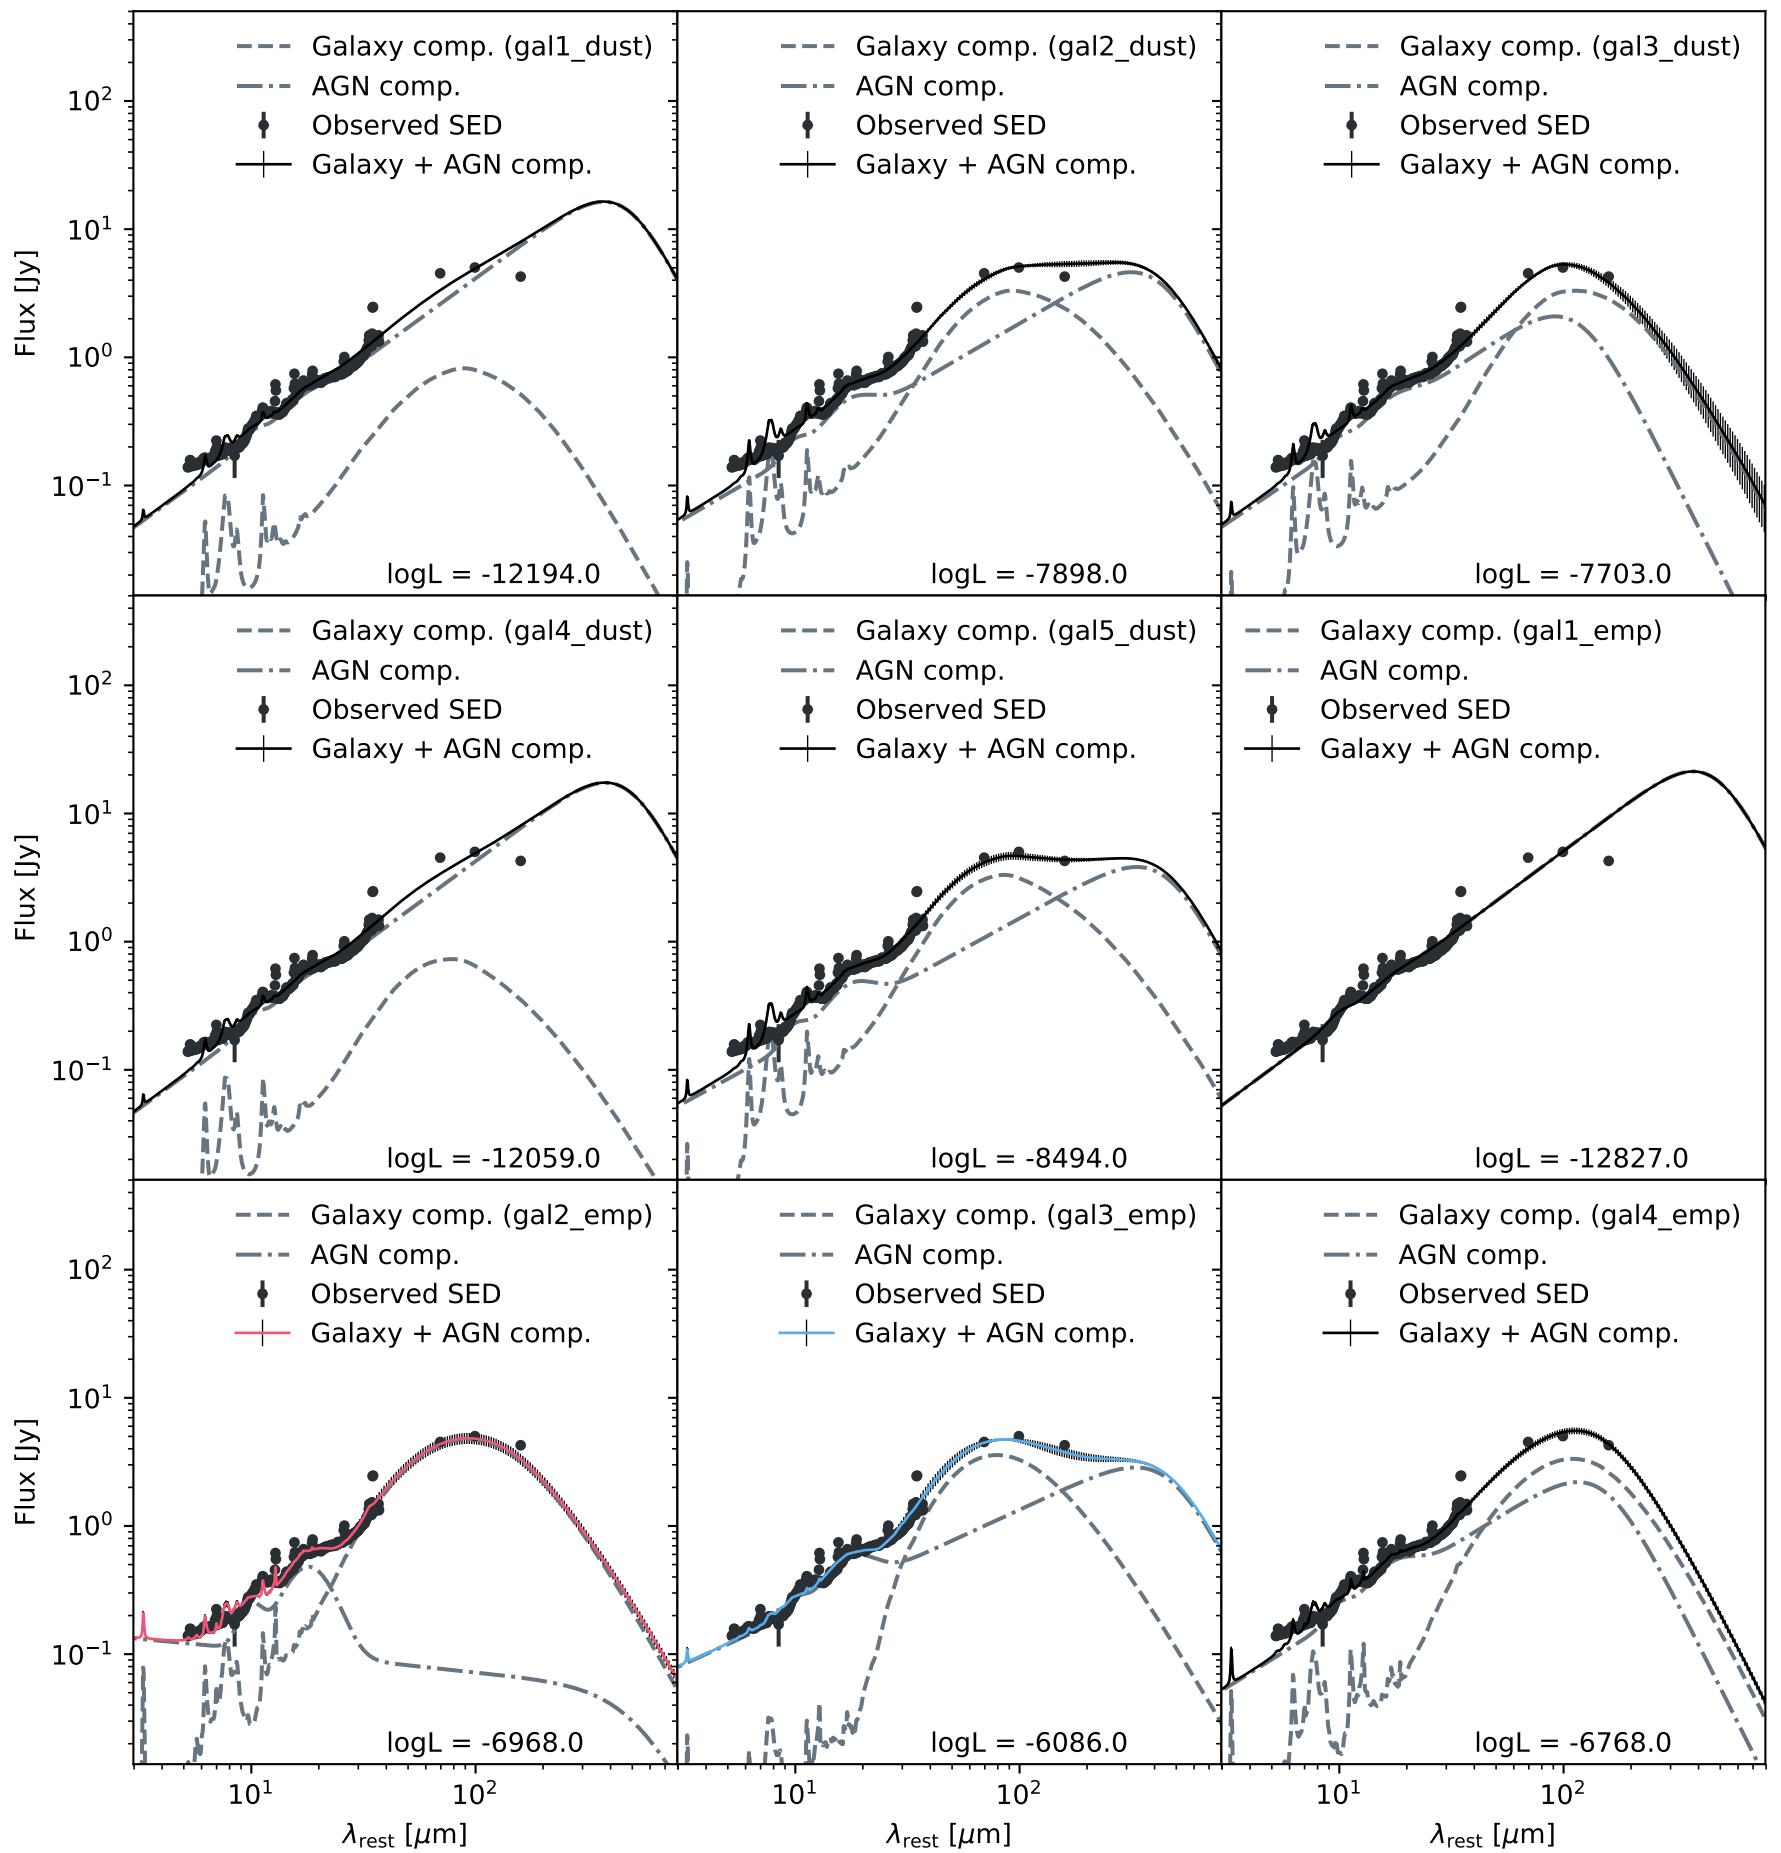 Galaxy comp. (gal1_dust)
AGN comp.
Observed SED
Galaxy + AGN comp.
10²
10¹
10⁰
10⁻¹
Flux [Jy]
logL = -12194.0
Galaxy comp. (gal2_dust)
AGN comp.
Observed SED
Galaxy + AGN comp.
logL = -7898.0
Galaxy comp. (gal3_dust)
AGN comp.
Observed SED
Galaxy + AGN comp.
logL = -7703.0
Galaxy comp. (gal4_dust)
AGN comp.
Observed SED
Galaxy + AGN comp.
10²
10¹
10⁰
10⁻¹
Flux [Jy]
logL = -12059.0
Galaxy comp. (gal5_dust)
AGN comp.
Observed SED
Galaxy + AGN comp.
logL = -8494.0
Galaxy comp. (gal1_emp)
AGN comp.
Observed SED
Galaxy + AGN comp.
logL = -12827.0
Galaxy comp. (gal2_emp)
AGN comp.
Observed SED
Galaxy + AGN comp.
10²
10¹
10⁰
10⁻¹
Flux [Jy]
logL = -6968.0
10¹ 10²
λrest [μm]
Galaxy comp. (gal3_emp)
AGN comp.
Observed SED
Galaxy + AGN comp.
logL = -6086.0
10¹ 10²
λrest [μm]
Galaxy comp. (gal4_emp)
AGN comp.
Observed SED
Galaxy + AGN comp.
logL = -6768.0
10¹ 10²
λrest [μm]